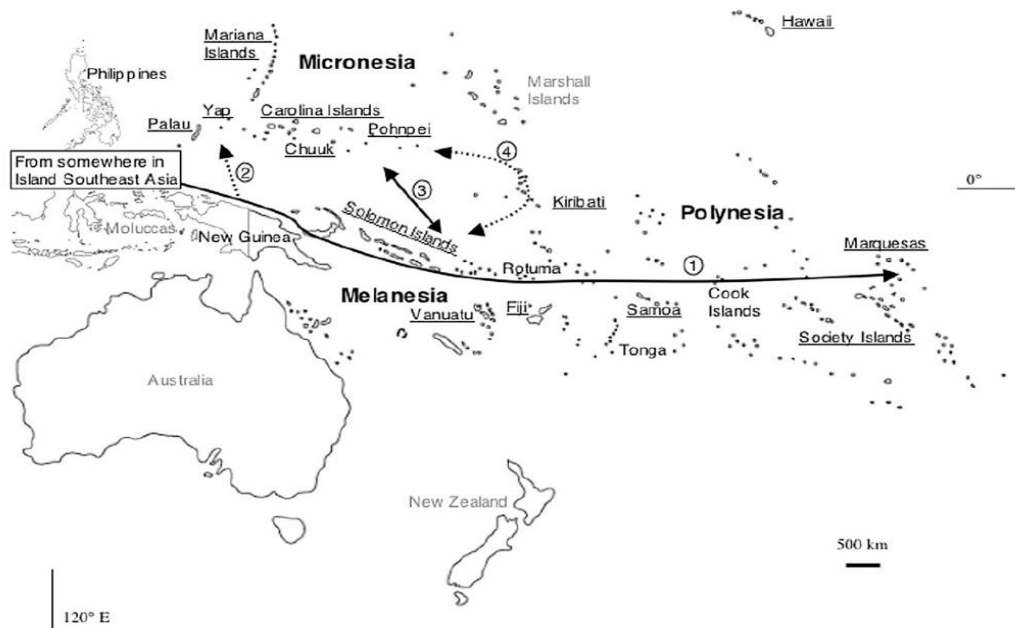 Hawaii
Mariana
Islands
Micronesia
Philippines
Marshall
Islands
Yap
Carolina Islands
Palau
Pohnpei
Chuuk
④
From somewhere in
Island Southeast Asia
②
③
0°
Kiribati
Polynesia
Solomon Islands
Moluccas
New Guinea
Marquesas
①
Rotuma
Melanesia
Cook
Islands
Vanuatu
Fiji
Samoa
Society Islands
Tonga
Australia
New Zealand
500 km
120° E